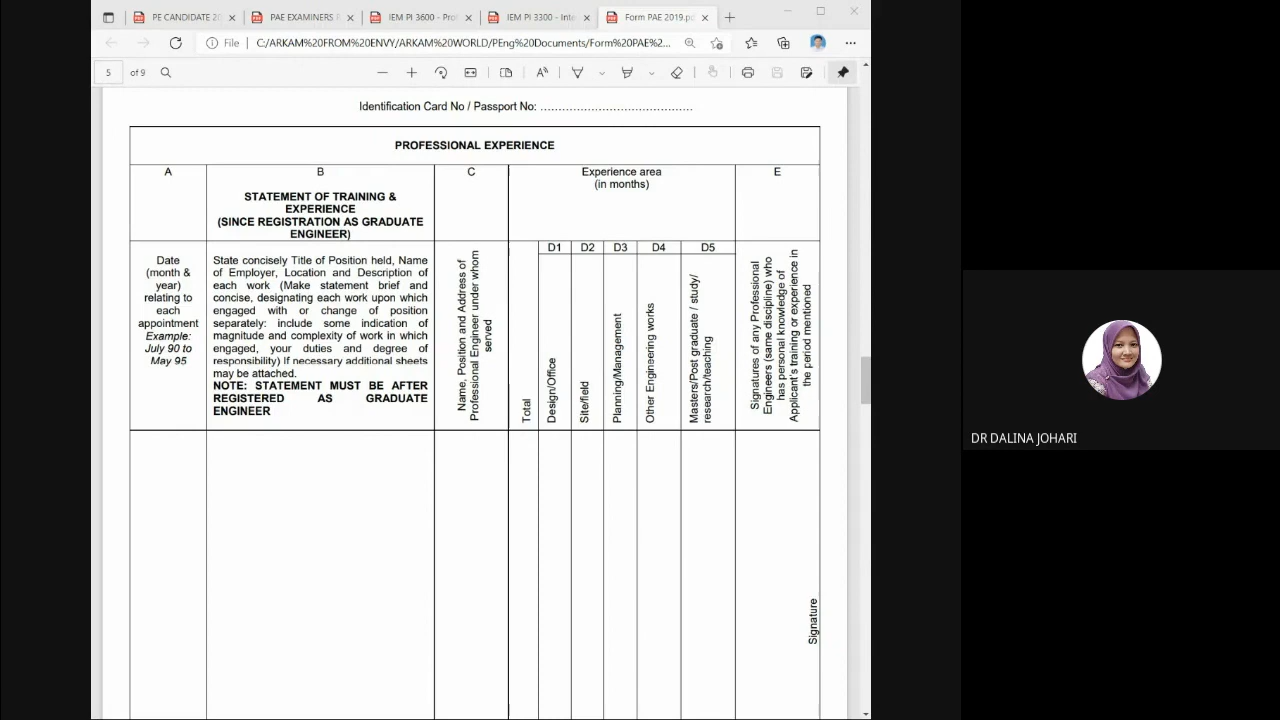 PE CANDIDATE 20
PAE EXAMINERS
IEM PI 3600 - Pro
IEM PI 3300 - Inte
Form PAE 2019.pd
File
C:/ARKAM%20FROM%20ENVY/ARKAM%20WORLD/PEng%20Documents/Form%20PAE%2...
5 of 9
Identification Card No / Passport No: ..........................................
PROFESSIONAL EXPERIENCE
A
B
STATEMENT OF TRAINING &
EXPERIENCE
(SINCE REGISTRATION AS GRADUATE
ENGINEER)
C
Experience area
(in months)
E
Date
(month &
year)
relating to
each
appointment
Example:
July 90 to
May 95
State concisely Title of Position held, Name
of Employer, Location and Description of
each work (Make statement brief and
concise, designating each work upon which
engaged with or change of position
separately: include some indication of
magnitude and complexity of work in which
engaged, your duties and degree of
responsibility) If necessary additional sheets
may be attached.
NOTE: STATEMENT MUST BE AFTER
REGISTERED AS GRADUATE
ENGINEER
Name, Position and Address of
Professional Engineer under whom
served
Total
D1
Design/Office
D2
Site/field
D3
Planning/Management
D4
Other Engineering works
D5
Masters/Post graduate / study/
research/teaching
Signatures of any Professional
Engineers (same discipline) who
has personal knowledge of
Applicant's training or experience in
the period mentioned
Signature
DR DALINA JOHARI